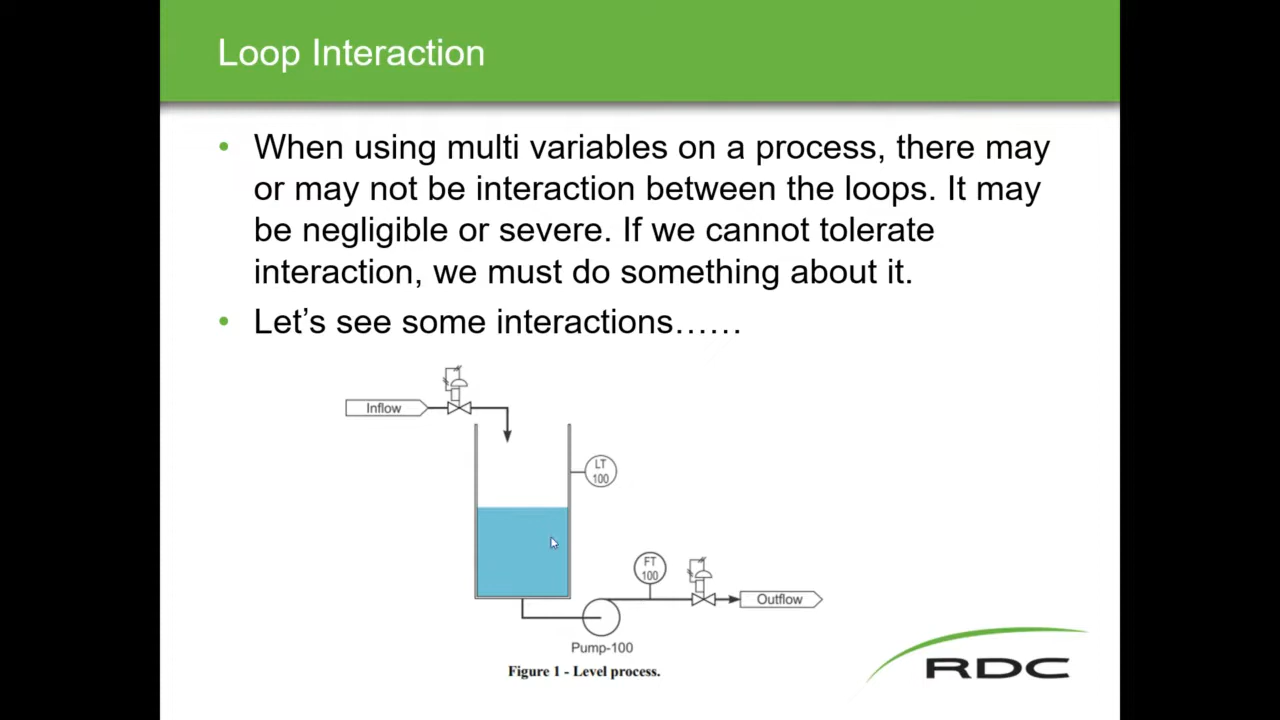 Loop Interaction
• When using multi variables on a process, there may
or may not be interaction between the loops. It may
be negligible or severe. If we cannot tolerate
interaction, we must do something about it.
• Let’s see some interactions……
Inflow
LT
100
FT
100
Outflow
Pump-100
Figure 1 - Level process.
RDC